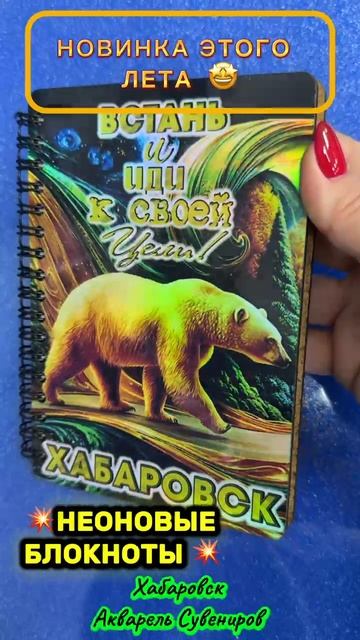 НОВИНКА ЭТОГО
ЛЕТА 🤩
ВСТАНЬ
и
ИДИ
К СВОЕЙ
Цели!
ХАБАРОВСК
💥НЕОНОВЫЕ
БЛОКНОТЫ 💥
Хабаровск
Акварель Сувениров